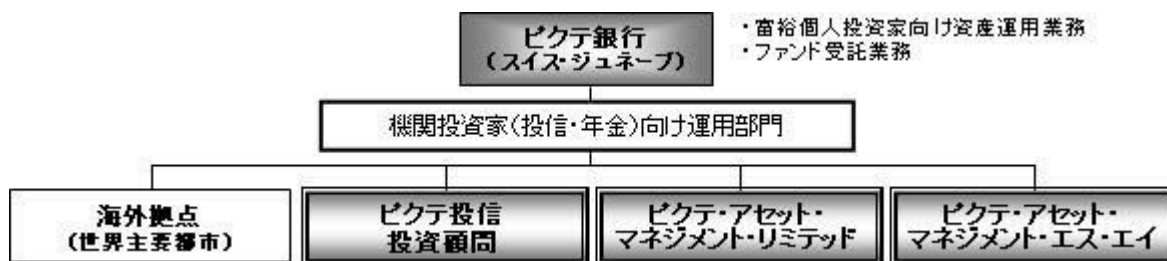 ピクテ銀行
(スイス・ジュネーブ)
・富裕個人投資家向け資産運用業務
・ファンド受託業務
機関投資家(投信・年金)向け運用部門
海外拠点
(世界主要都市)
ピクテ投信
投資顧問
ピクテ・アセット・
マネジメント・リミテッド
ピクテ・アセット・
マネジメント・エス・エイ